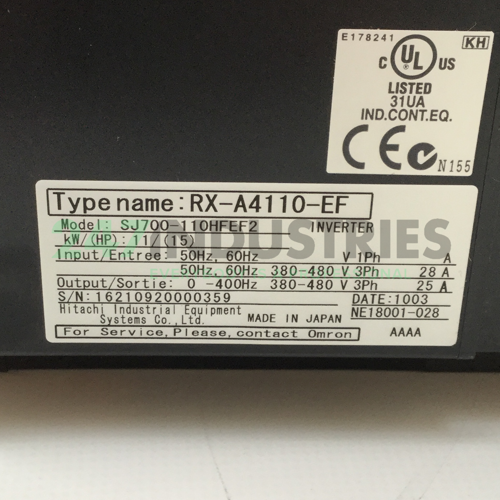 E178241 KH
C UL US
LISTED
31UA
IND.CONT.EQ.
CE N155
Type name: RX-A4110-EF
Model: SJ700-110HFEF2 INVERTER
kW/(HP): 11/(15)
Input/Entree: 50Hz, 60Hz V 1Ph A
50Hz, 60Hz 380-480 V 3Ph 28 A
Output/Sortie: 0 -400Hz 380-480 V 3Ph 25 A
S/N: 16210920000359 DATE: 1003
Hitachi Industrial Equipment
Systems Co., Ltd. MADE IN JAPAN NE18001-028
For Service, Please, contact Omron AAAA
INDUSTRIES